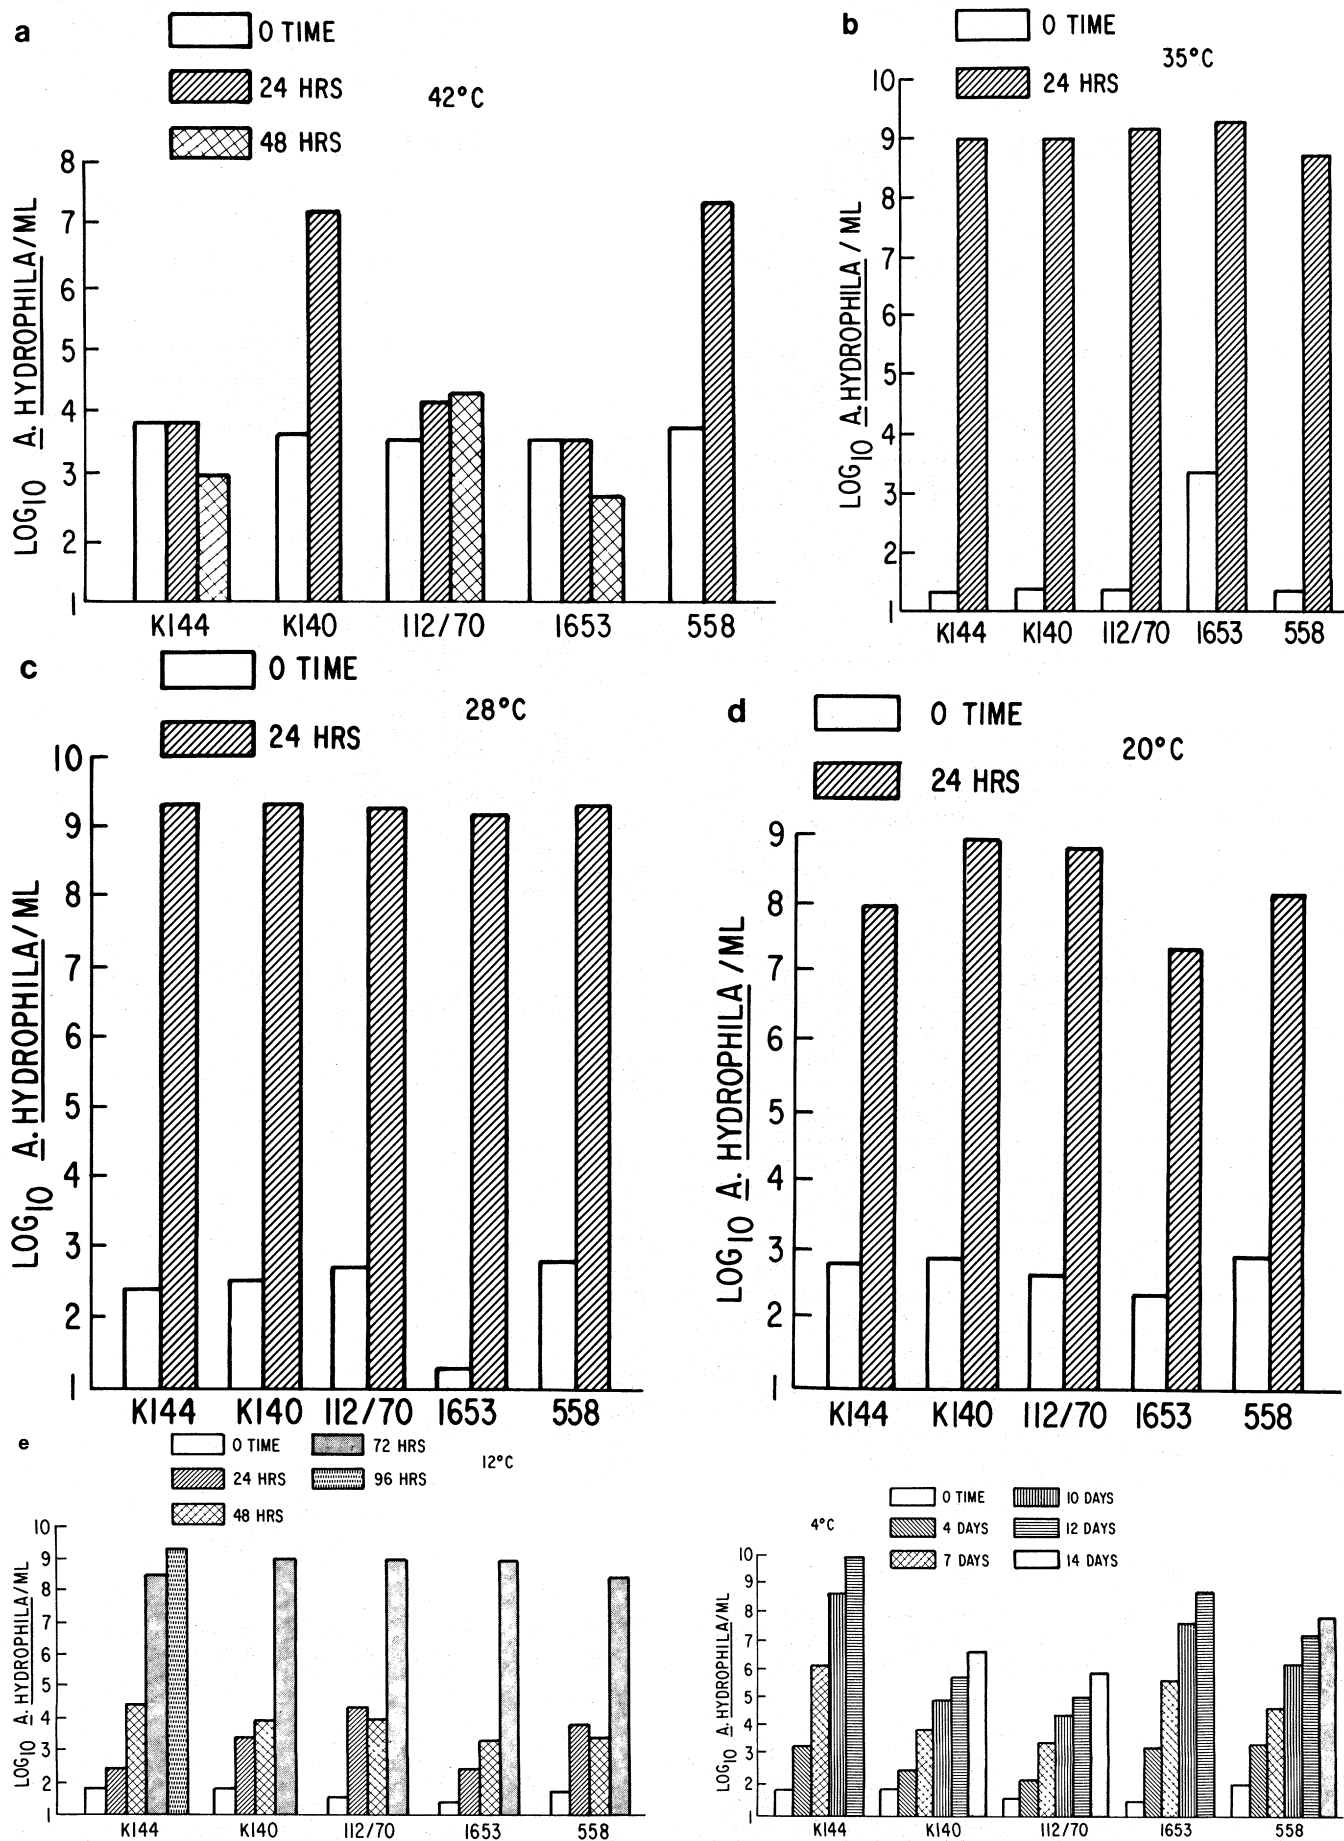 a
0 TIME
24 HRS
48 HRS
42°C
8
7
6
5
4
3
2
1
LOG10 A. HYDROPHILA/ML
K144 K140 112/70 1653 558
b
0 TIME
24 HRS
35°C
10
9
8
7
6
5
4
3
2
1
LOG10 A. HYDROPHILA / ML
K144 K140 112/70 1653 558
c
0 TIME
24 HRS
28°C
10
9
8
7
6
5
4
3
2
1
LOG10 A. HYDROPHILA/ML
K144 K140 112/70 1653 558
d
0 TIME
24 HRS
20°C
9
8
7
6
5
4
3
2
1
LOG10 A. HYDROPHILA /ML
K144 K140 112/70 1653 558
e
0 TIME 72 HRS
24 HRS 96 HRS
48 HRS
12°C
10
9
8
7
6
5
4
3
2
1
LOG10 A. HYDROPHILA/ML
K144 K140 112/70 1653 558
4°C
0 TIME 10 DAYS
4 DAYS 12 DAYS
7 DAYS 14 DAYS
10
9
8
7
6
5
4
3
2
1
LOG10 A. HYDROPHILA/ML
K144 K140 112/70 1653 558